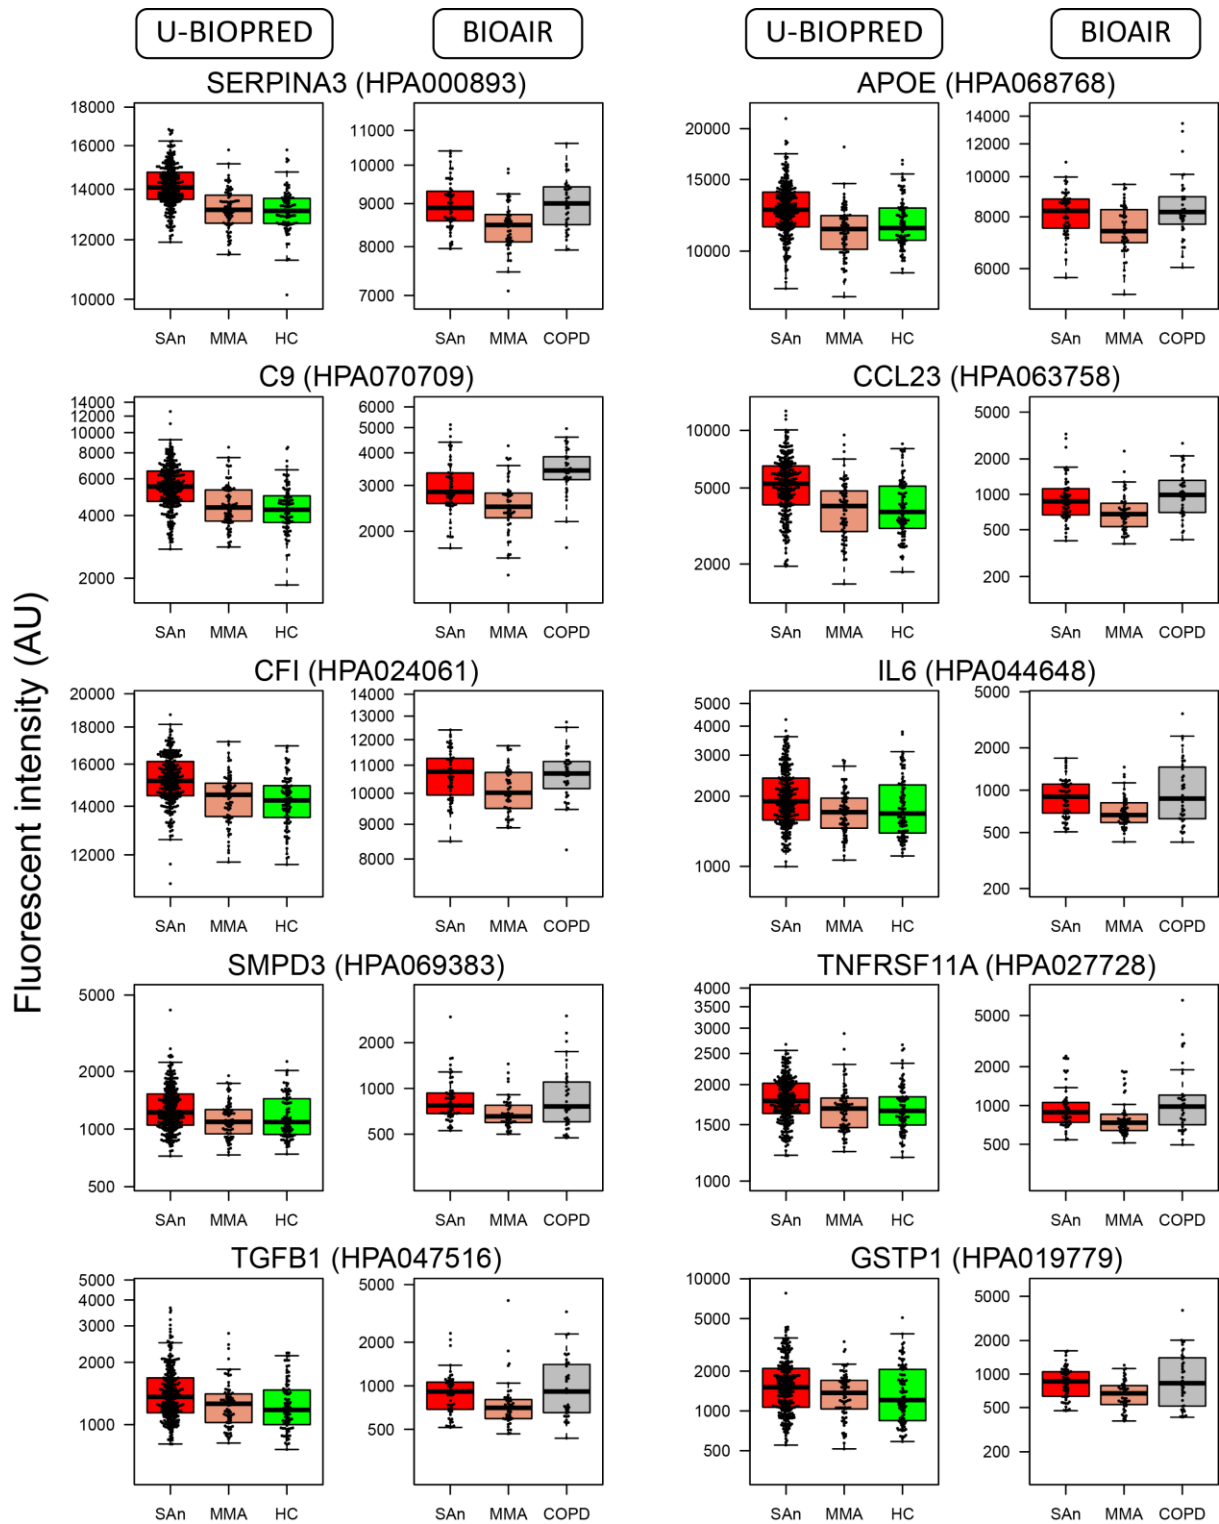 U-BIOPRED BIOAIR U-BIOPRED BIOAIR
SERPINA3 (HPA000893) APOE (HPA068768)
18000 16000 14000 12000 10000
11000 10000 9000 8000 7000
20000 15000 10000
14000 12000 10000 8000 6000
SAn MMA HC SAn MMA COPD SAn MMA HC SAn MMA COPD
C9 (HPA070709) CCL23 (HPA063758)
14000 12000 10000 8000 6000 4000 2000
6000 5000 4000 3000 2000
10000 5000 2000
5000 2000 1000 500 200
SAn MMA HC SAn MMA COPD SAn MMA HC SAn MMA COPD
Fluorescent intensity (AU)
CFI (HPA024061) IL6 (HPA044648)
20000 18000 16000 14000 12000
14000 13000 12000 11000 10000 9000 8000
5000 4000 3000 2000 1000
5000 2000 1000 500 200
SAn MMA HC SAn MMA COPD SAn MMA HC SAn MMA COPD
SMPD3 (HPA069383) TNFRSF11A (HPA027728)
5000 2000 1000 500
2000 1000 500
4000 3500 3000 2500 2000 1500 1000
5000 2000 1000 500
SAn MMA HC SAn MMA COPD SAn MMA HC SAn MMA COPD
TGFB1 (HPA047516) GSTP1 (HPA019779)
5000 4000 3000 2000 1000
5000 2000 1000 500
10000 5000 2000 1000 500
5000 2000 1000 500 200
SAn MMA HC SAn MMA COPD SAn MMA HC SAn MMA COPD